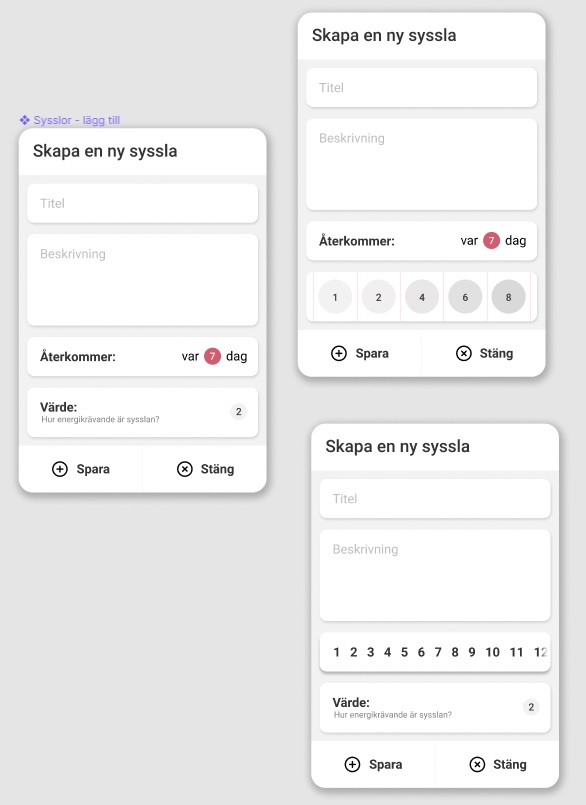 Sysslor - lägg till
Skapa en ny syssla
Titel
Beskrivning
Återkommer: var 7 dag
Värde:
Hur energikrävande är sysslan?
2
Spara Stäng
Skapa en ny syssla
Titel
Beskrivning
Återkommer: var 7 dag
1 2 4 6 8
Spara Stäng
Skapa en ny syssla
Titel
Beskrivning
1 2 3 4 5 6 7 8 9 10 11 12
Värde:
Hur energikrävande är sysslan?
2
Spara Stäng